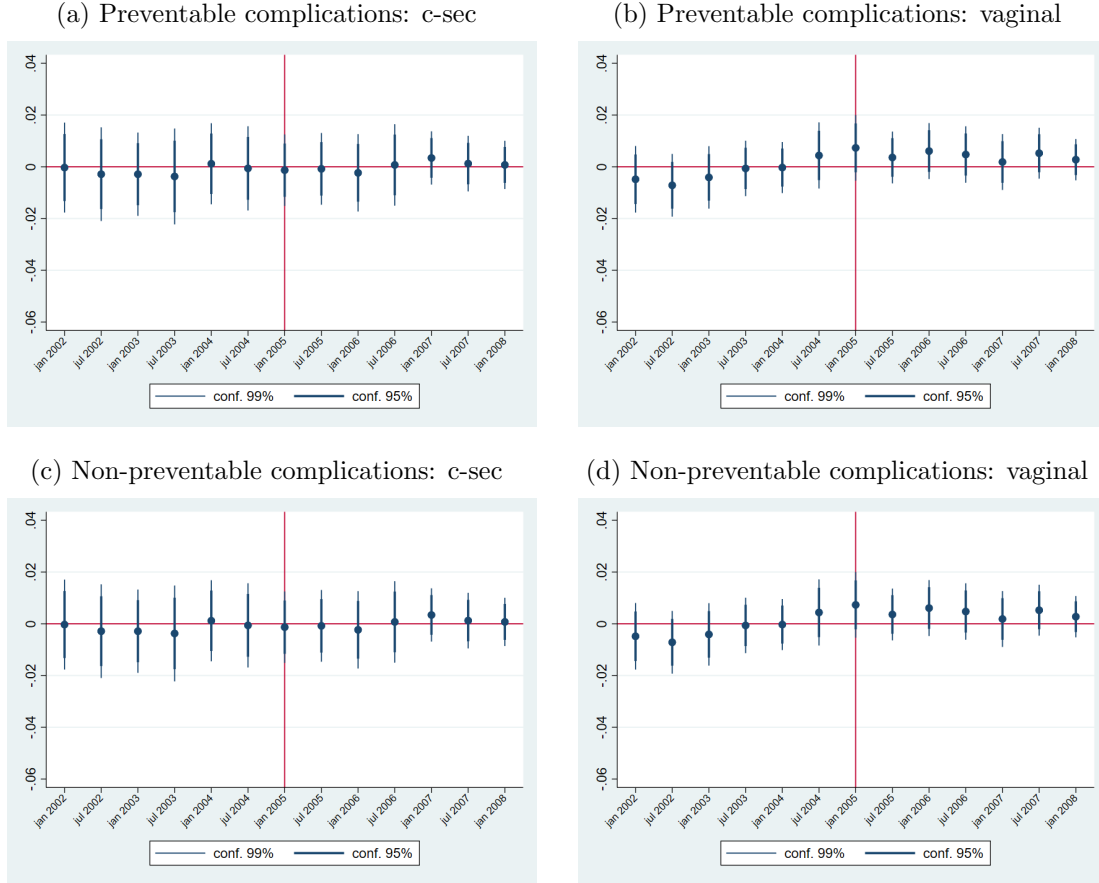 (a) Preventable complications: c-sec
.04
.02
0
-.02
-.04
-.06
jan 2002
jul 2002
jan 2003
jul 2003
jan 2004
jul 2004
jan 2005
jul 2005
jan 2006
jul 2006
jan 2007
jul 2007
jan 2008
conf. 99% conf. 95%
(b) Preventable complications: vaginal
.04
.02
0
-.02
-.04
-.06
jan 2002
jul 2002
jan 2003
jul 2003
jan 2004
jul 2004
jan 2005
jul 2005
jan 2006
jul 2006
jan 2007
jul 2007
jan 2008
conf. 99% conf. 95%
(c) Non-preventable complications: c-sec
.04
.02
0
-.02
-.04
-.06
jan 2002
jul 2002
jan 2003
jul 2003
jan 2004
jul 2004
jan 2005
jul 2005
jan 2006
jul 2006
jan 2007
jul 2007
jan 2008
conf. 99% conf. 95%
(d) Non-preventable complications: vaginal
.04
.02
0
-.02
-.04
-.06
jan 2002
jul 2002
jan 2003
jul 2003
jan 2004
jul 2004
jan 2005
jul 2005
jan 2006
jul 2006
jan 2007
jul 2007
jan 2008
conf. 99% conf. 95%